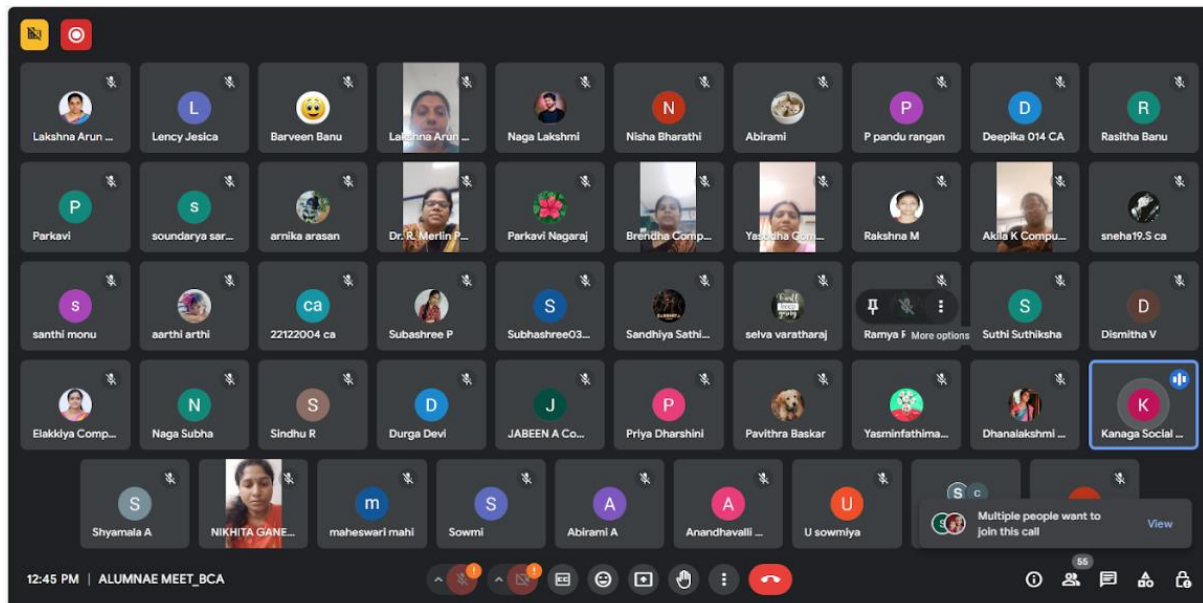 Lakshna Arun ...
L
Lency Jesica
Barveen Banu
Lakshna Arun ...
Naga Lakshmi
N
Nisha Bharathi
Abirami
P
P pandu rangan
D
Deepika 014 CA
R
Rasitha Banu
P
Parkavi
s
soundarya sar...
arnika arasan
Dr. R. Merlin P...
Parkavi Nagaraj
Brendha Comp...
Yasodha Com...
Rakshna M
Akila K Compu...
sneha19.S ca
s
santhi monu
aarthi arthi
ca
22122004 ca
Subashree P
S
Subhashree03...
Sandhiya Sathi...
selva varatharaj
Ramya
More options
S
Suthi Suthiksha
D
Dismitha V
Elakkiya Comp...
N
Naga Subha
S
Sindhu R
D
Durga Devi
J
JABEEN A Co...
P
Priya Dharshini
Pavithra Baskar
Yasminfathima...
Dhanalakshmi ...
K
Kanaga Social ...
S
Shyamala A
NIKHITA GANE...
m
maheswari mahi
S
Sowmi
A
Abirami A
A
Anandhavalli ...
U
U sowmiya
S c
S
Multiple people want to
join this call
View
12:45 PM | ALUMNAE MEET_BCA
CC
55